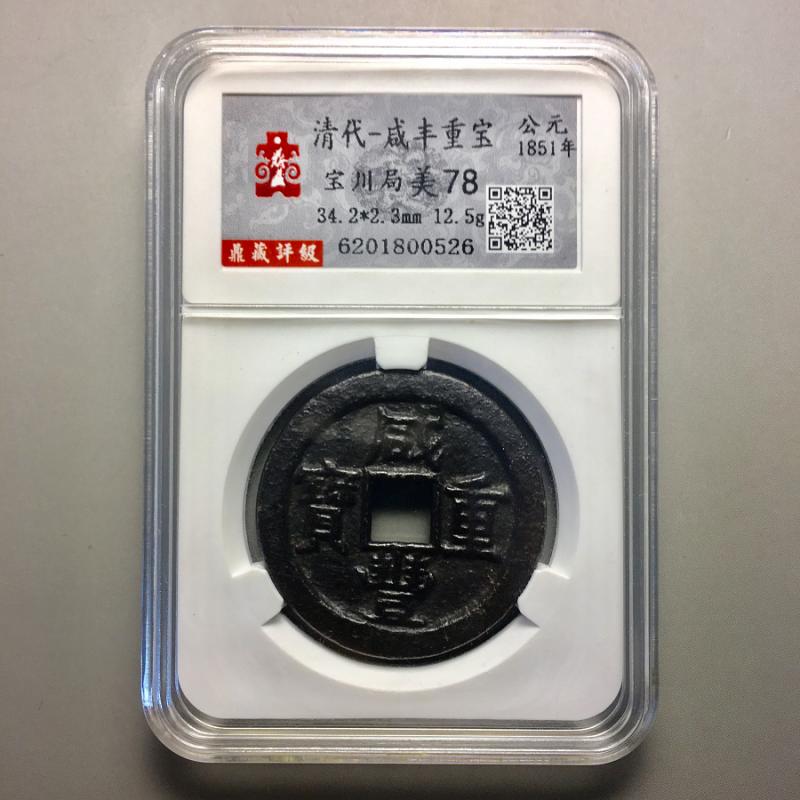 清代-咸丰重宝
公元
1851年
宝川局美78
34.2*2.3mm 12.5g
鼎藏評級
6201800526
咸
寶 重
豐